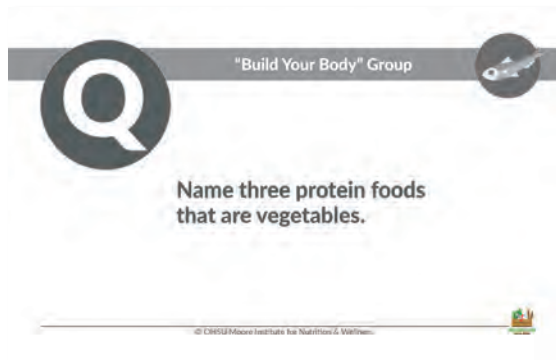 "Build Your Body" Group
Q
Name three protein foods
that are vegetables.
© OHSU Moore Institute for Nutrition & Wellness.